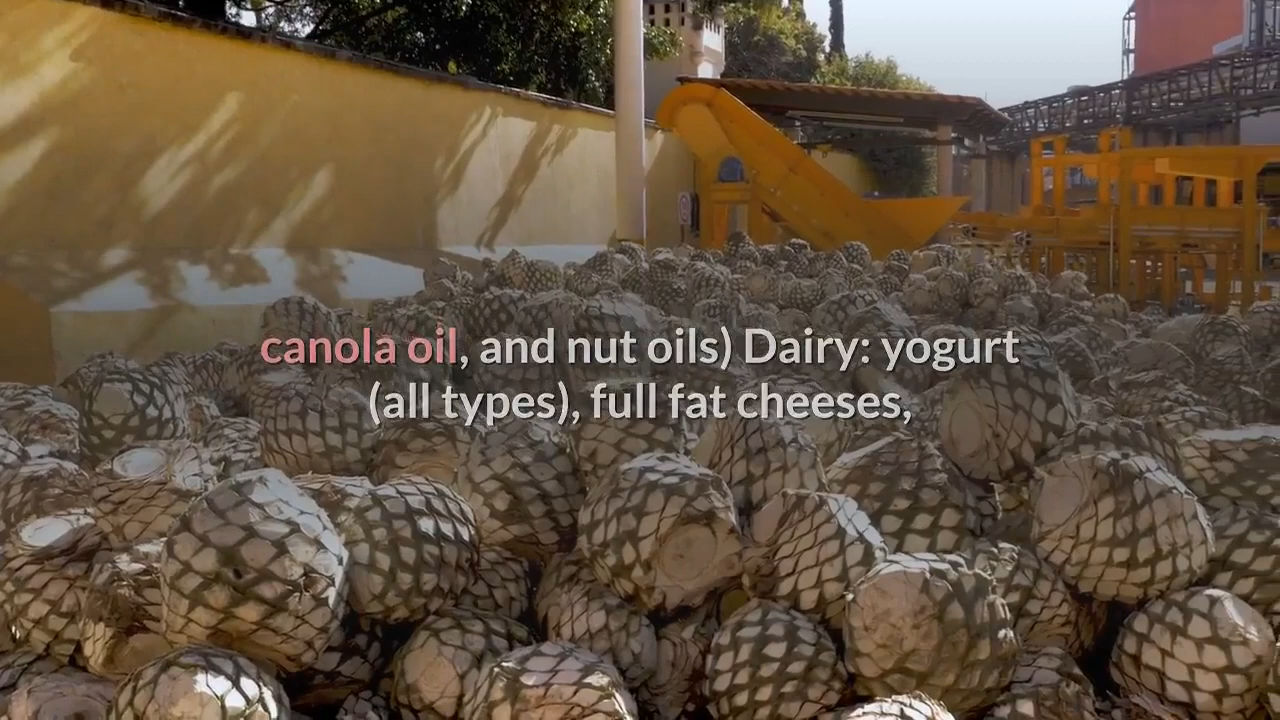 canola oil, and nut oils) Dairy: yogurt
(all types), full fat cheeses,